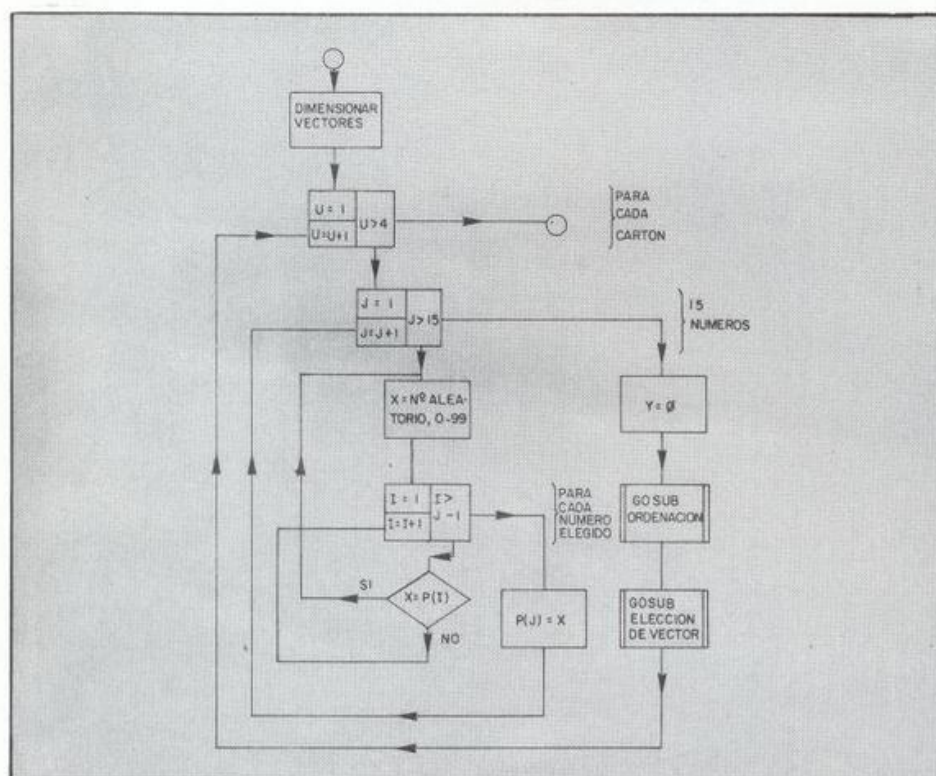 DIMENSIONAR
VECTORES
U = 1
U=U+1
U>4
PARA
CADA
CARTON
J = 1
J=J+1
J>15
15
NUMEROS
X=Nº ALEA-
TORIO, 0-99
Y=Ø
I = 1
I=I+1
I>
J-1
PARA
CADA
NUMERO
ELEGIDO
GOSUB
ORDENACION
SI
X=P(I)
NO
P(J) = X
GOSUB
ELECCION
DE VECTOR